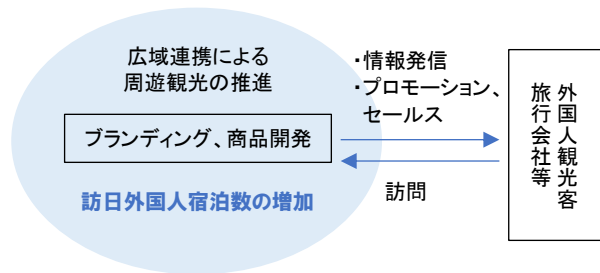 広域連携による
周遊観光の推進
ブランディング、商品開発
訪日外国人宿泊数の増加
・情報発信
・プロモーション、
セールス
訪問
外国人観光客
旅行会社等